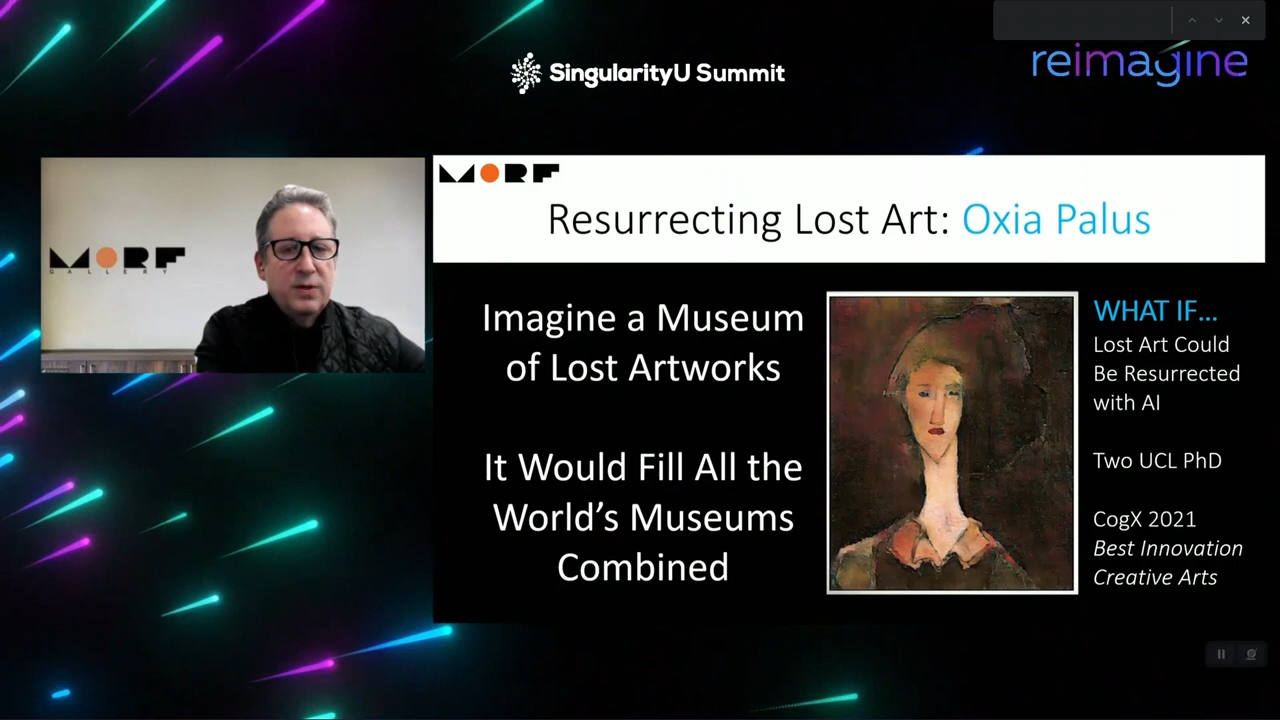 SingularityU Summit
reimagine
MORF
GALLERY
MORF
Resurrecting Lost Art: Oxia Palus
Imagine a Museum
of Lost Artworks
It Would Fill All the
World's Museums
Combined
WHAT IF...
Lost Art Could
Be Resurrected
with AI
Two UCL PhD
CogX 2021
Best Innovation
Creative Arts